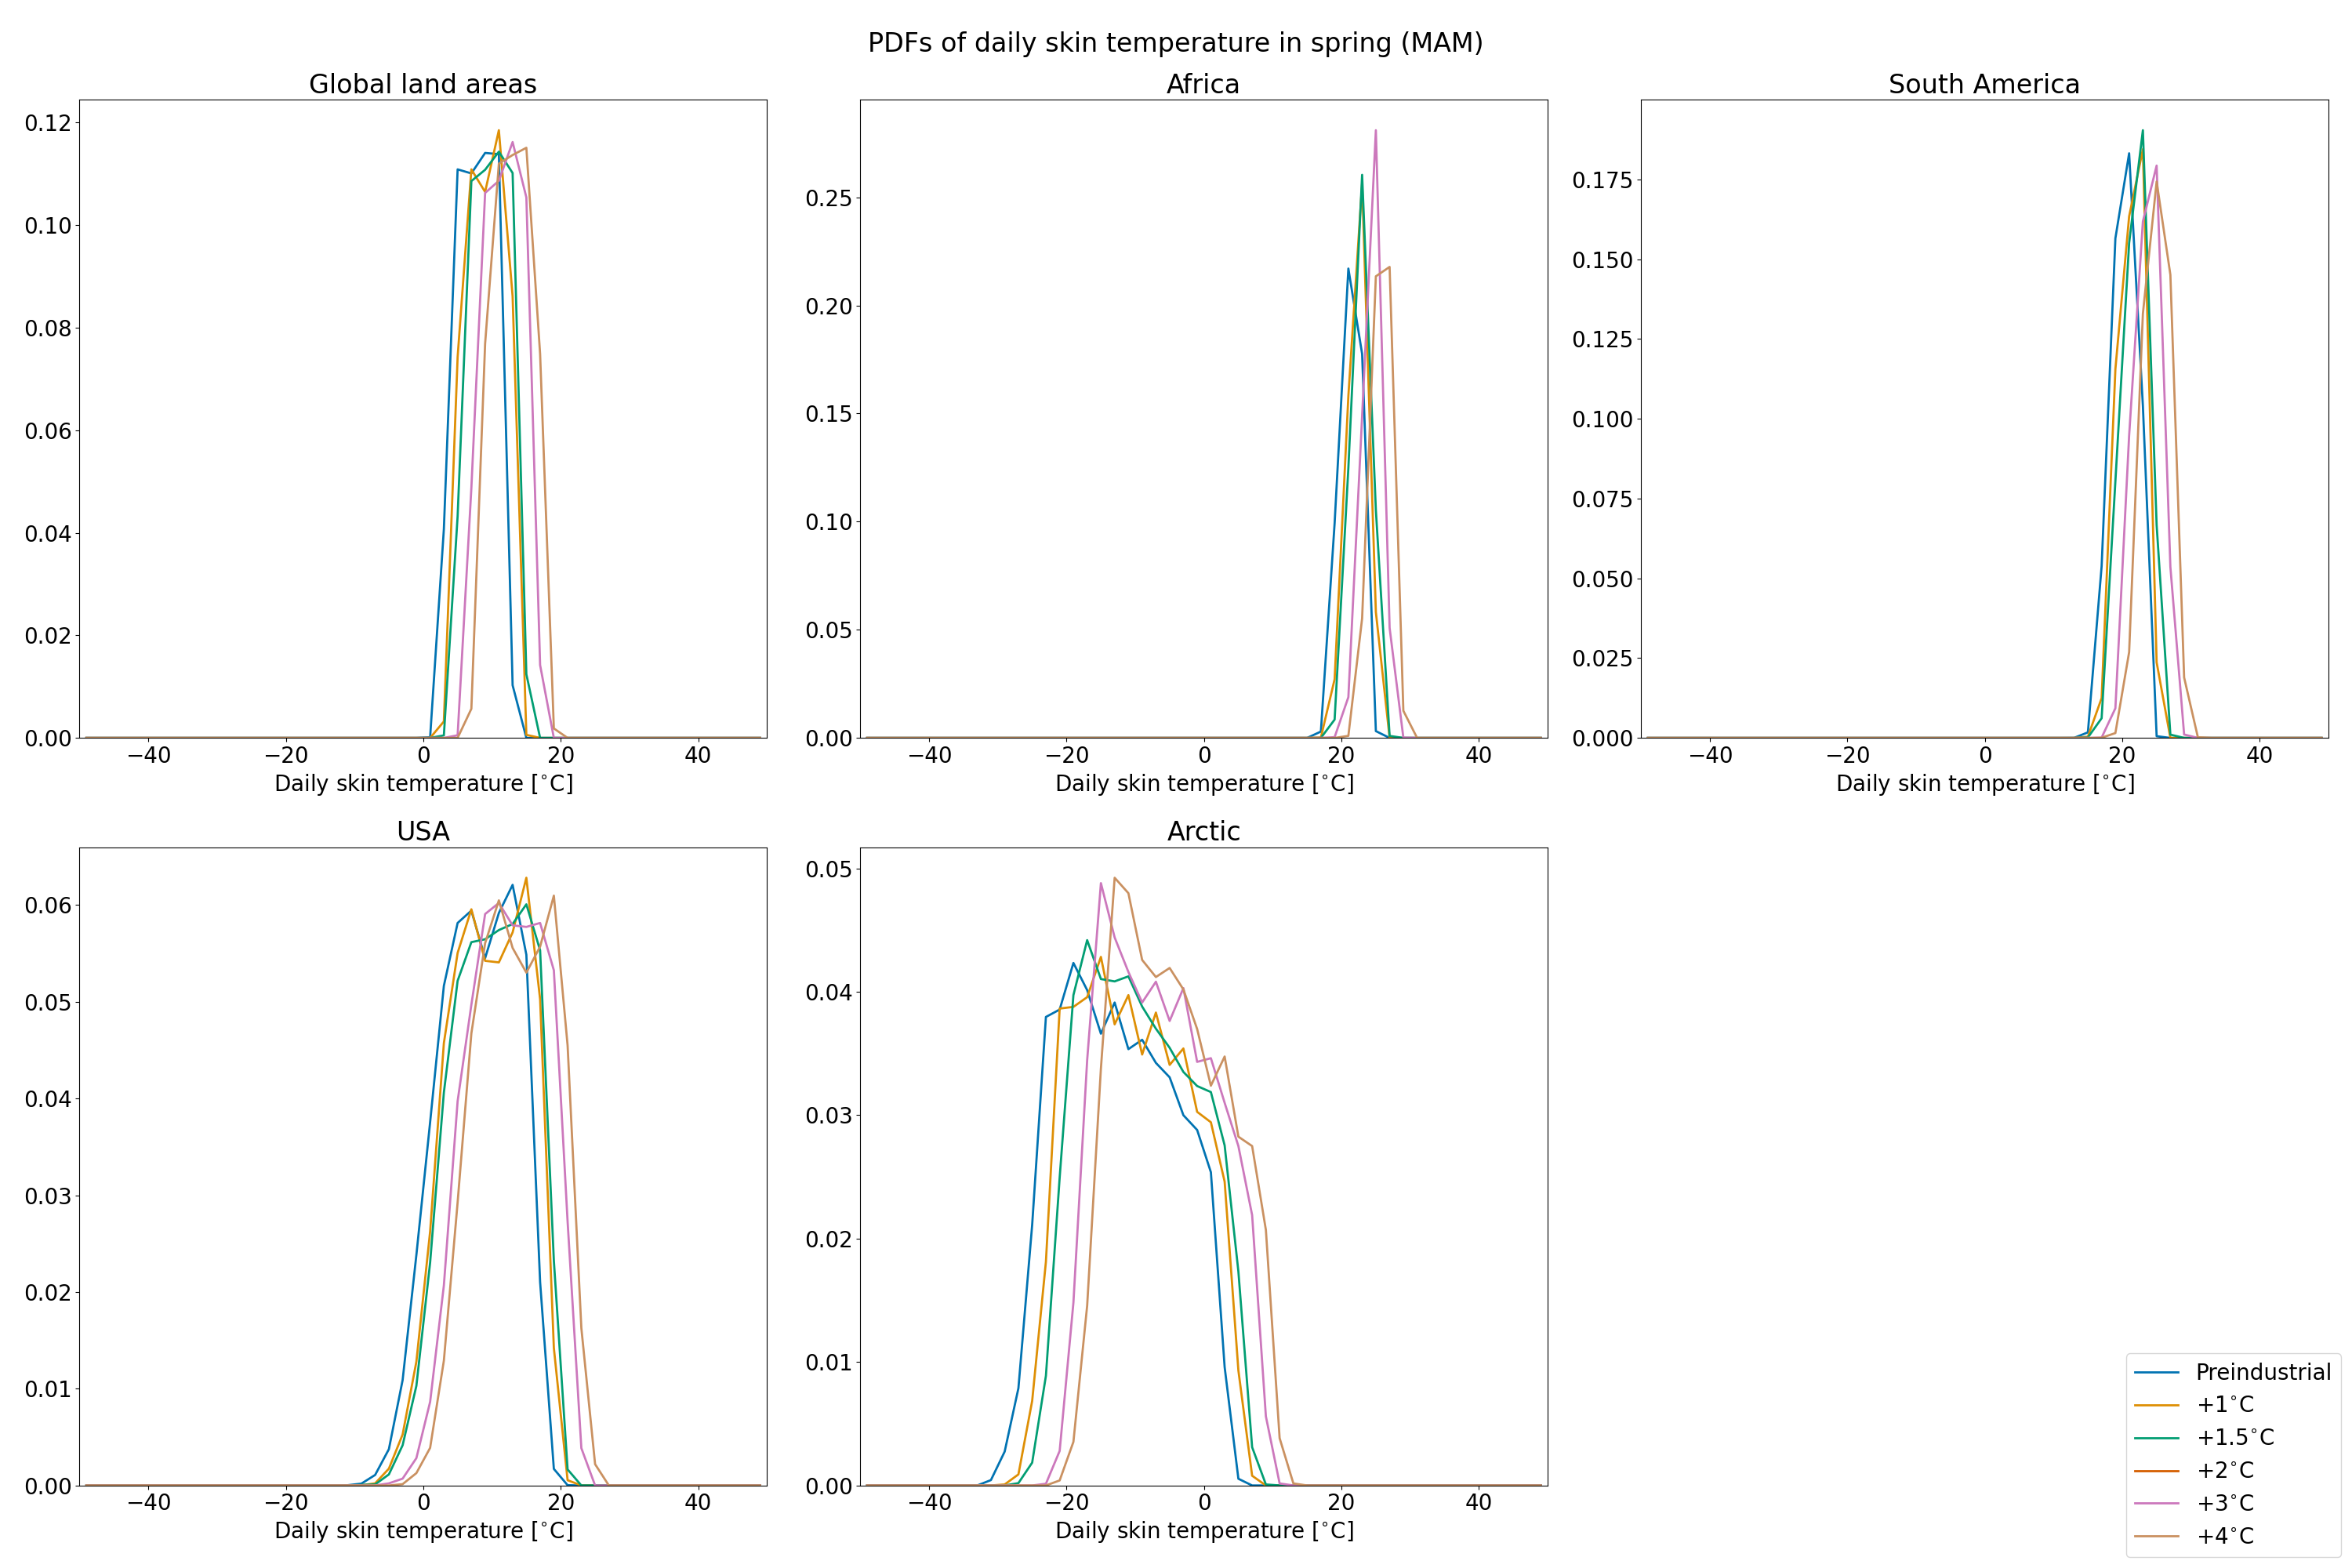 PDFs of daily skin temperature in spring (MAM)
Global land areas
0.12
0.10
0.08
0.06
0.04
0.02
0.00
−40 −20 0 20 40
Daily skin temperature [°C]
Africa
0.25
0.20
0.15
0.10
0.05
0.00
−40 −20 0 20 40
Daily skin temperature [°C]
South America
0.175
0.150
0.125
0.100
0.075
0.050
0.025
0.000
−40 −20 0 20 40
Daily skin temperature [°C]
USA
0.06
0.05
0.04
0.03
0.02
0.01
0.00
−40 −20 0 20 40
Daily skin temperature [°C]
Arctic
0.05
0.04
0.03
0.02
0.01
0.00
−40 −20 0 20 40
Daily skin temperature [°C]
Preindustrial
+1°C
+1.5°C
+2°C
+3°C
+4°C